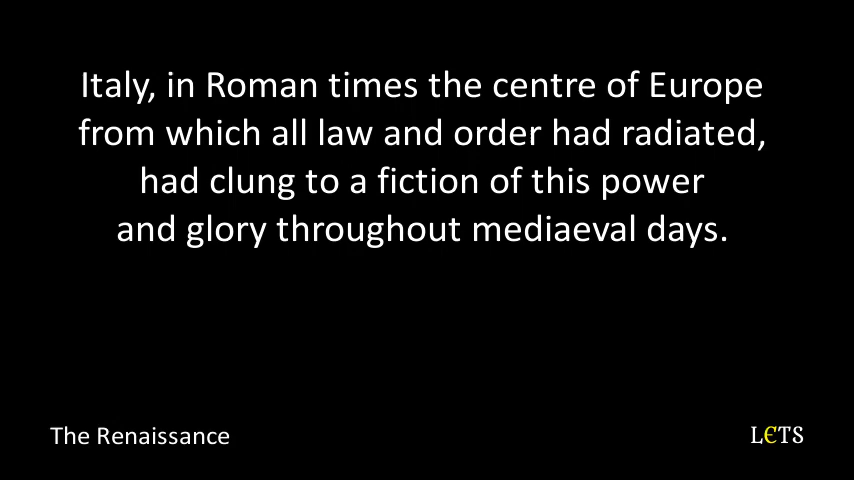 Italy, in Roman times the centre of Europe
from which all law and order had radiated,
had clung to a fiction of this power
and glory throughout mediaeval days.
The Renaissance
LЄTS